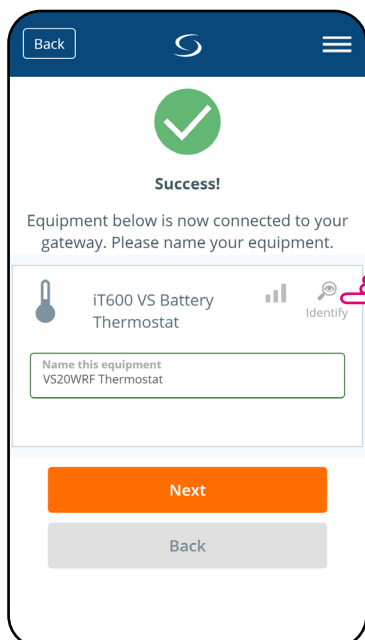 Back
Success!
Equipment below is now connected to your
gateway. Please name your equipment.
iT600 VS Battery
Thermostat
Identify
Name this equipment
VS20WRF Thermostat
Next
Back